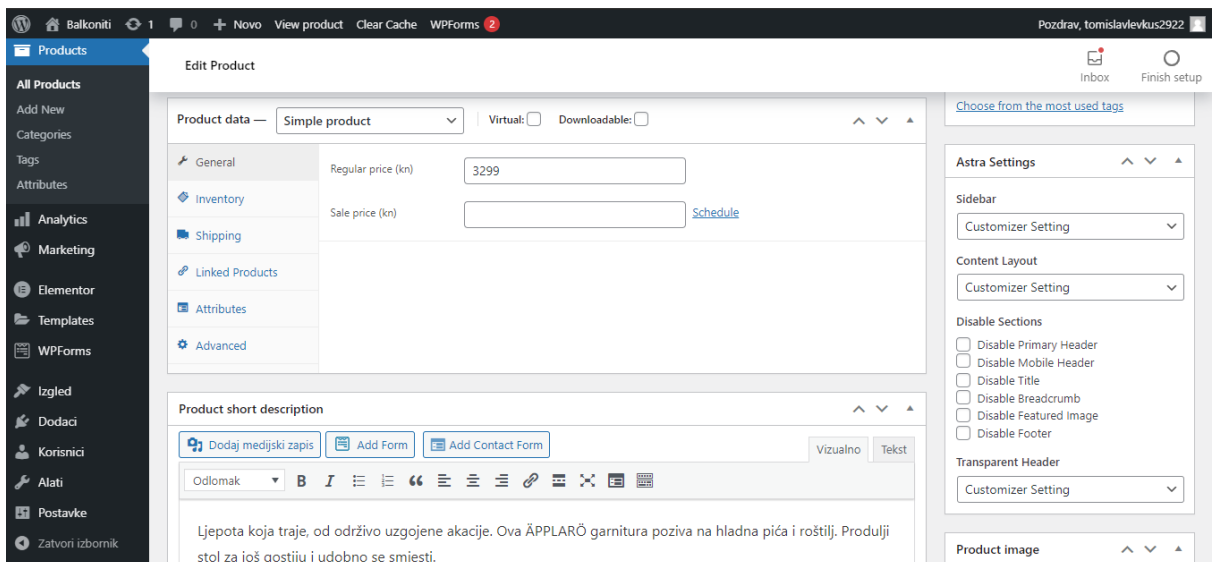 Balkoniti 1 0 Novo View product Clear Cache WPForms 2 Pozdrav, tomislavlevkus2922
Products
All Products
Add New
Categories
Tags
Attributes
Analytics
Marketing
Elementor
Templates
WPForms
Izgled
Dodaci
Korisnici
Alati
Postavke
Zatvori izbornik
Edit Product
Inbox
Finish setup
Product data — Simple product Virtual: Downloadable:
General
Inventory
Shipping
Linked Products
Attributes
Advanced
Regular price (kn) 3299
Sale price (kn) Schedule
Product short description
Dodaj medijski zapis Add Form Add Contact Form Vizualno Tekst
Odlomak B I
Ljepota koja traje, od održivo uzgojene akacije. Ova ÄPPLARÖ garnitura poziva na hladna pića i roštilj. Produlji
stol za još gostiju i udobno se smjesti.
Choose from the most used tags
Astra Settings
Sidebar
Customizer Setting
Content Layout
Customizer Setting
Disable Sections
Disable Primary Header
Disable Mobile Header
Disable Title
Disable Breadcrumb
Disable Featured Image
Disable Footer
Transparent Header
Customizer Setting
Product image